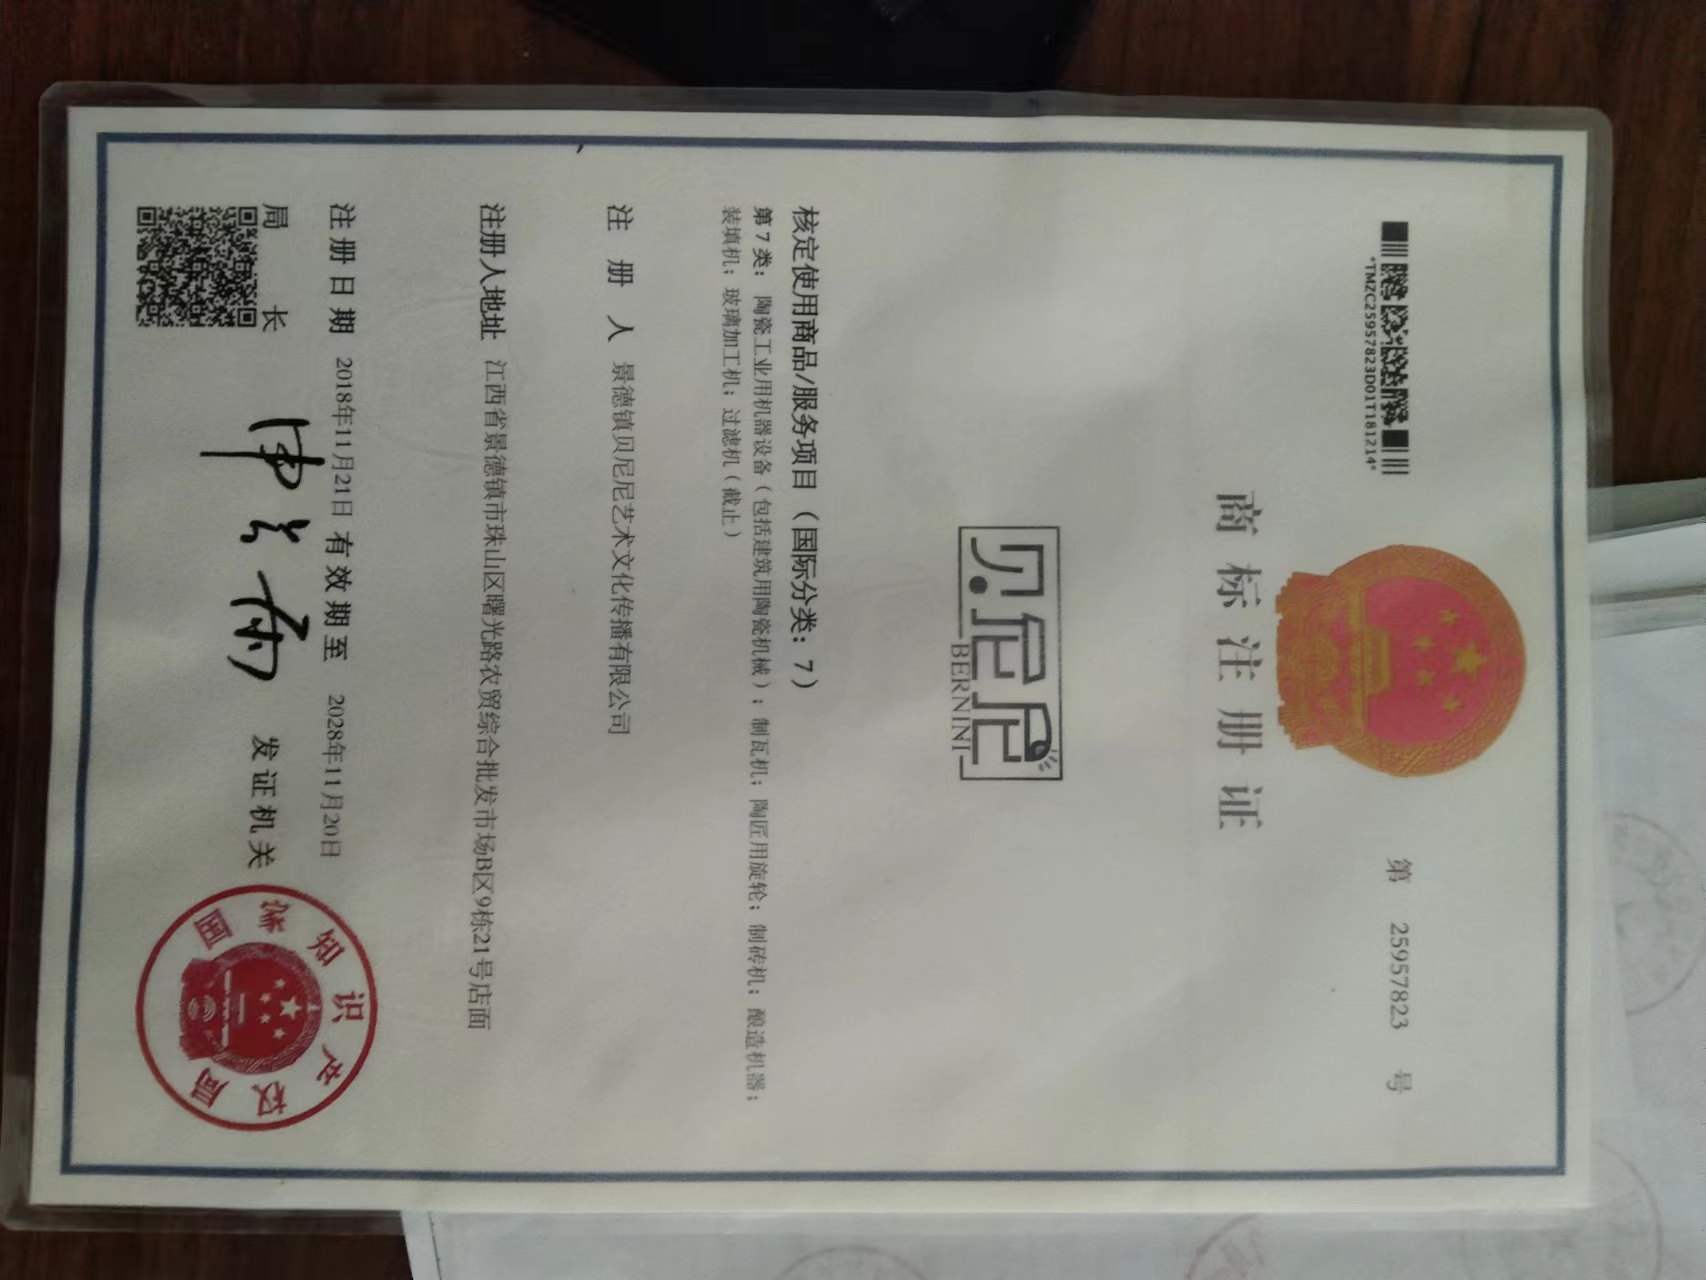 *TMZC25957823D01T181214*
第 25957823 号
商标注册证
贝尼尼
BERNINI
核定使用商品/服务项目（国际分类：7）
第7类：陶瓷工业用机器设备（包括建筑用陶瓷机械）；制瓦机；陶匠用旋轮；制砖机；酿造机器；
装填机；玻璃加工机；过滤机（截止）
注册人 景德镇贝尼尼艺术文化传播有限公司
注册人地址 江西省景德镇市珠山区曙光路农贸综合批发市场B区9栋21号店面
注册日期 2018年11月21日 有效期至 2028年11月20日
局长 申长雨 发证机关
国家知识产权局